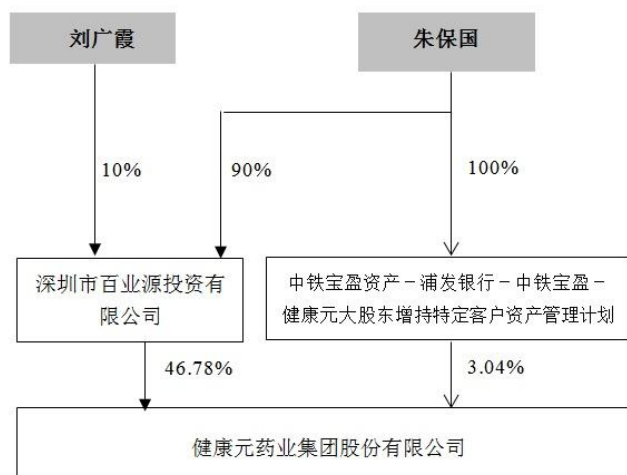 刘广霞
朱保国
10%
90%
100%
深圳市百业源投资有
限公司
中铁宝盈资产－浦发银行－中铁宝盈－
健康元大股东增持特定客户资产管理计划
46.78%
3.04%
健康元药业集团股份有限公司